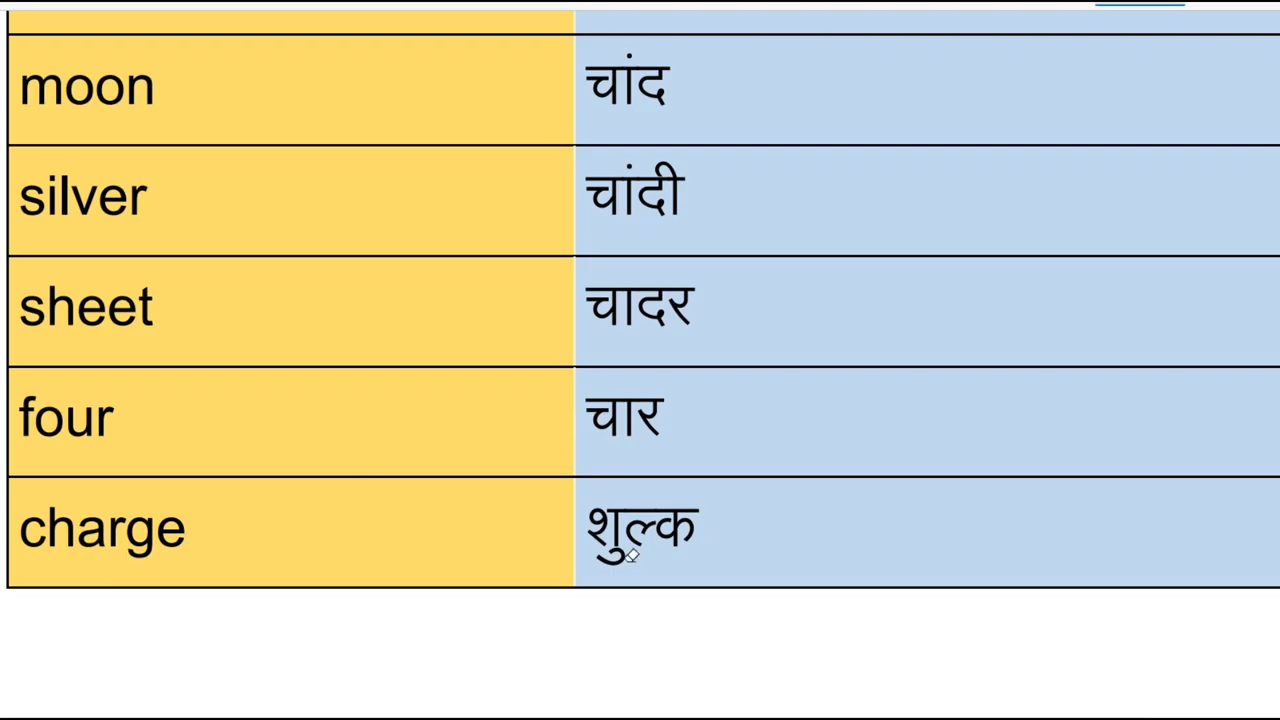 moon चांद
silver चांदी
sheet चादर
four चार
charge शुल्क